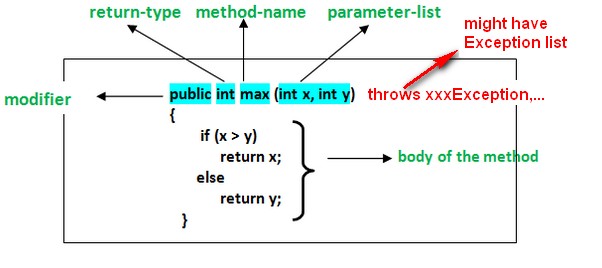 return-type method-name parameter-list
might have
Exception list
modifier
public int max (int x, int y) throws xxxException,...
{
if (x > y)
return x;
else
return y;
}
body of the method